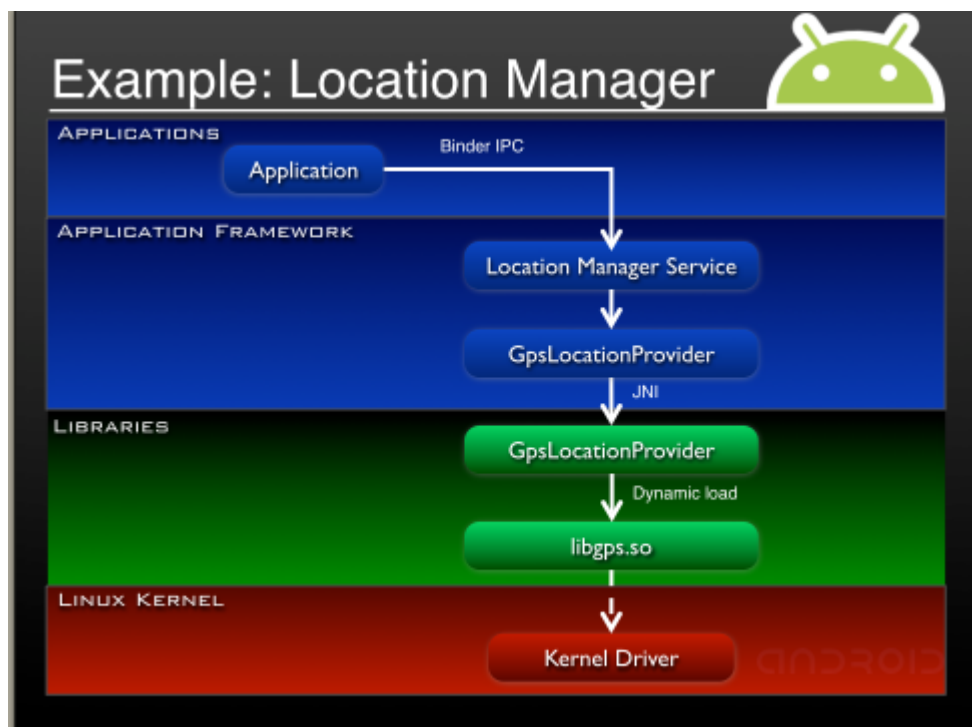 Example: Location Manager
APPLICATIONS
Binder IPC
Application
APPLICATION FRAMEWORK
Location Manager Service
GpsLocationProvider
JNI
LIBRARIES
GpsLocationProvider
Dynamic load
libgps.so
LINUX KERNEL
Kernel Driver
ANDROID